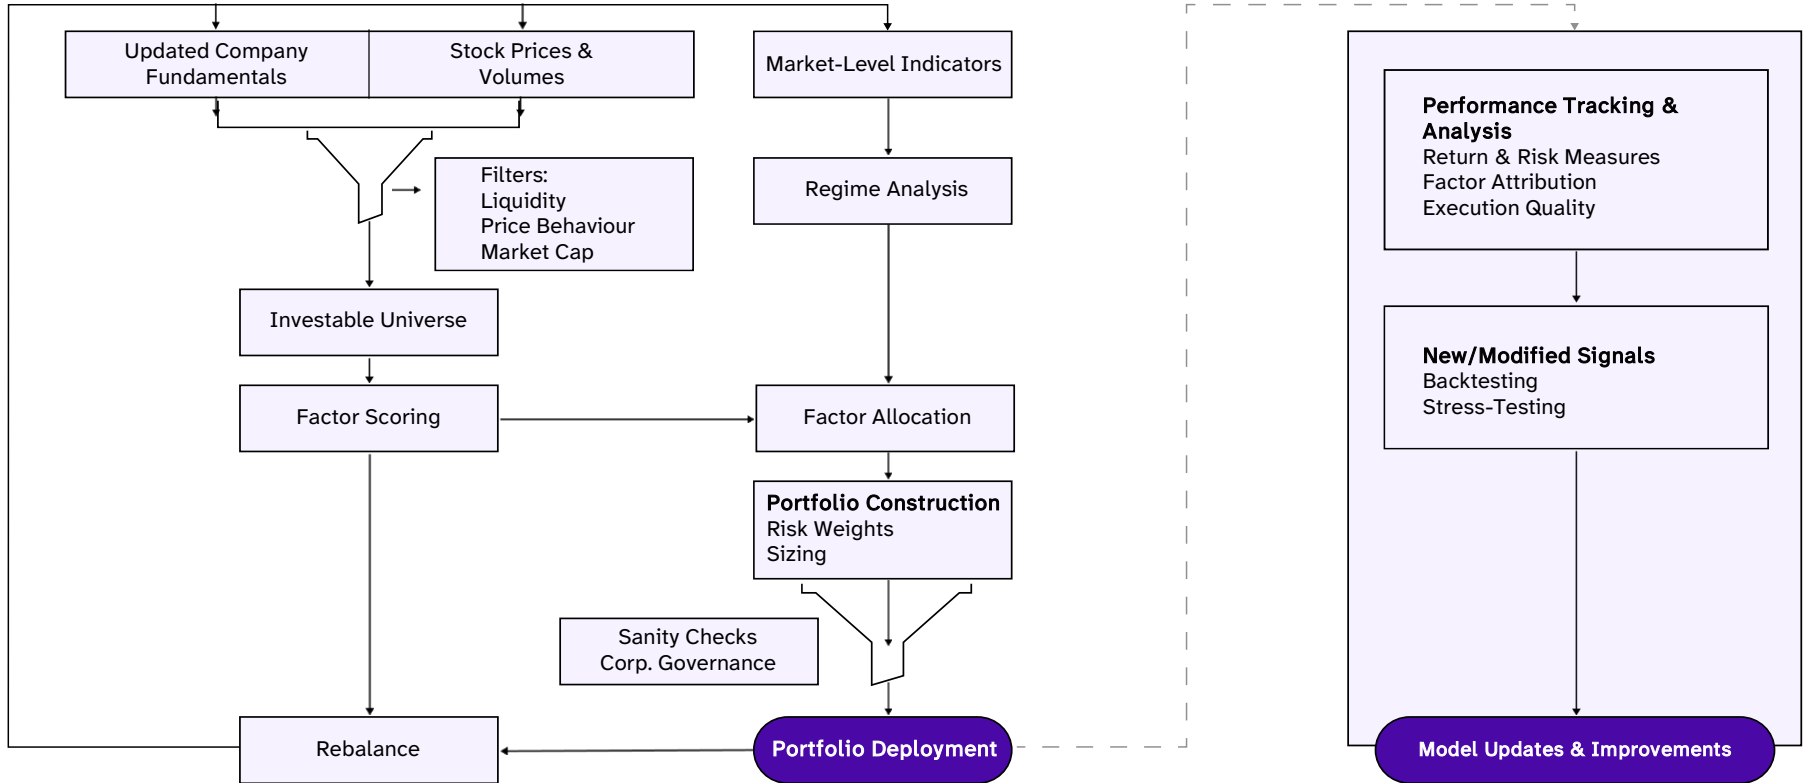 Updated Company
Fundamentals
Stock Prices &
Volumes
Market-Level Indicators
Filters:
Liquidity
Price Behaviour
Market Cap
Regime Analysis
Investable Universe
Factor Scoring
Factor Allocation
Portfolio Construction
Risk Weights
Sizing
Sanity Checks
Corp. Governance
Rebalance
Portfolio Deployment
Performance Tracking &
Analysis
Return & Risk Measures
Factor Attribution
Execution Quality
New/Modified Signals
Backtesting
Stress-Testing
Model Updates & Improvements